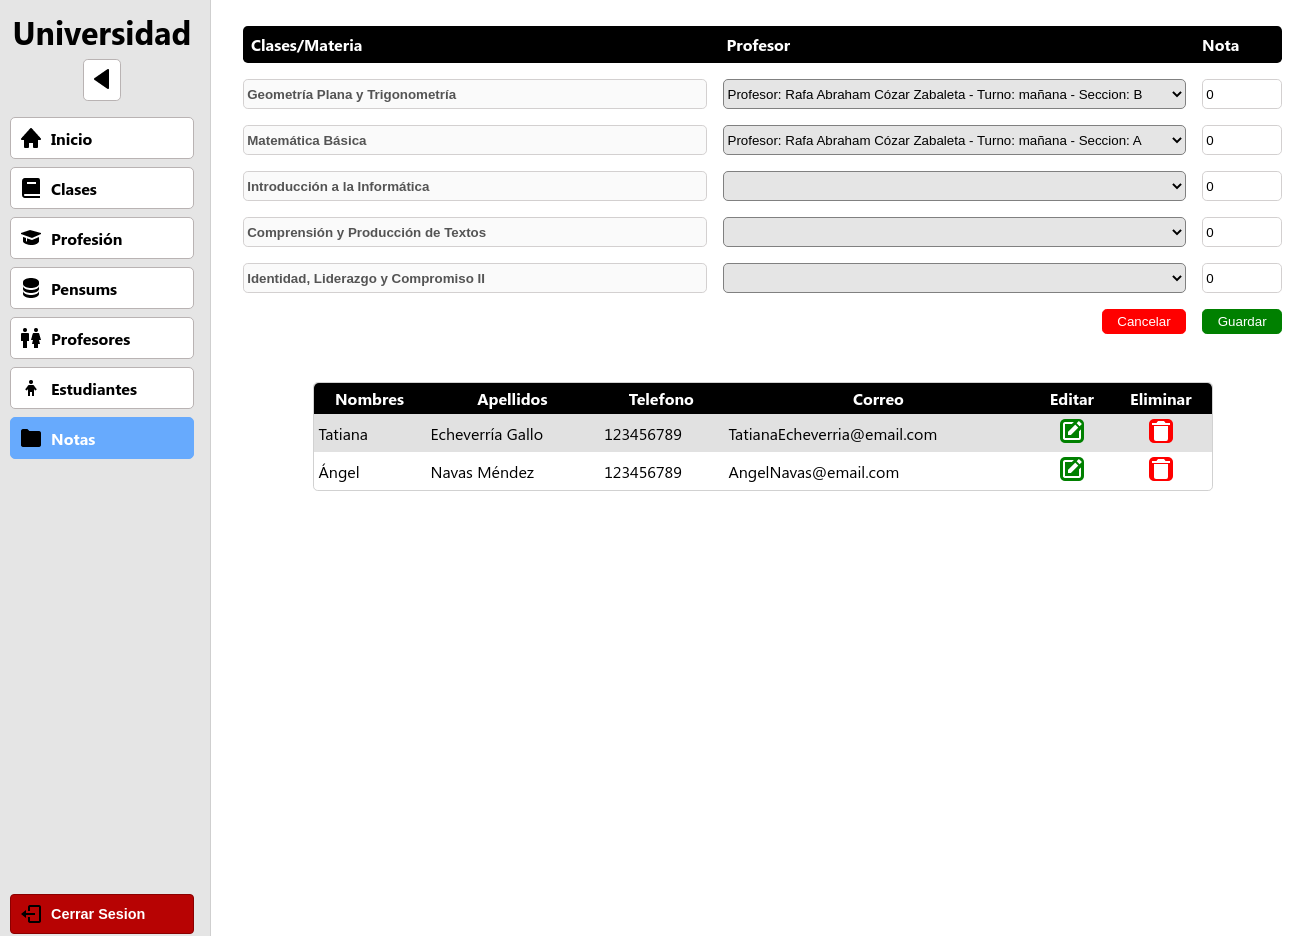 Universidad
Inicio
Clases
Profesión
Pensums
Profesores
Estudiantes
Notas
Cerrar Sesion
Clases/Materia Profesor Nota
Geometría Plana y Trigonometría Profesor: Rafa Abraham Cózar Zabaleta - Turno: mañana - Seccion: B 0
Matemática Básica Profesor: Rafa Abraham Cózar Zabaleta - Turno: mañana - Seccion: A 0
Introducción a la Informática 0
Comprensión y Producción de Textos 0
Identidad, Liderazgo y Compromiso II 0
Cancelar Guardar
Nombres Apellidos Telefono Correo Editar Eliminar
Tatiana Echeverría Gallo 123456789 TatianaEcheverria@email.com
Ángel Navas Méndez 123456789 AngelNavas@email.com